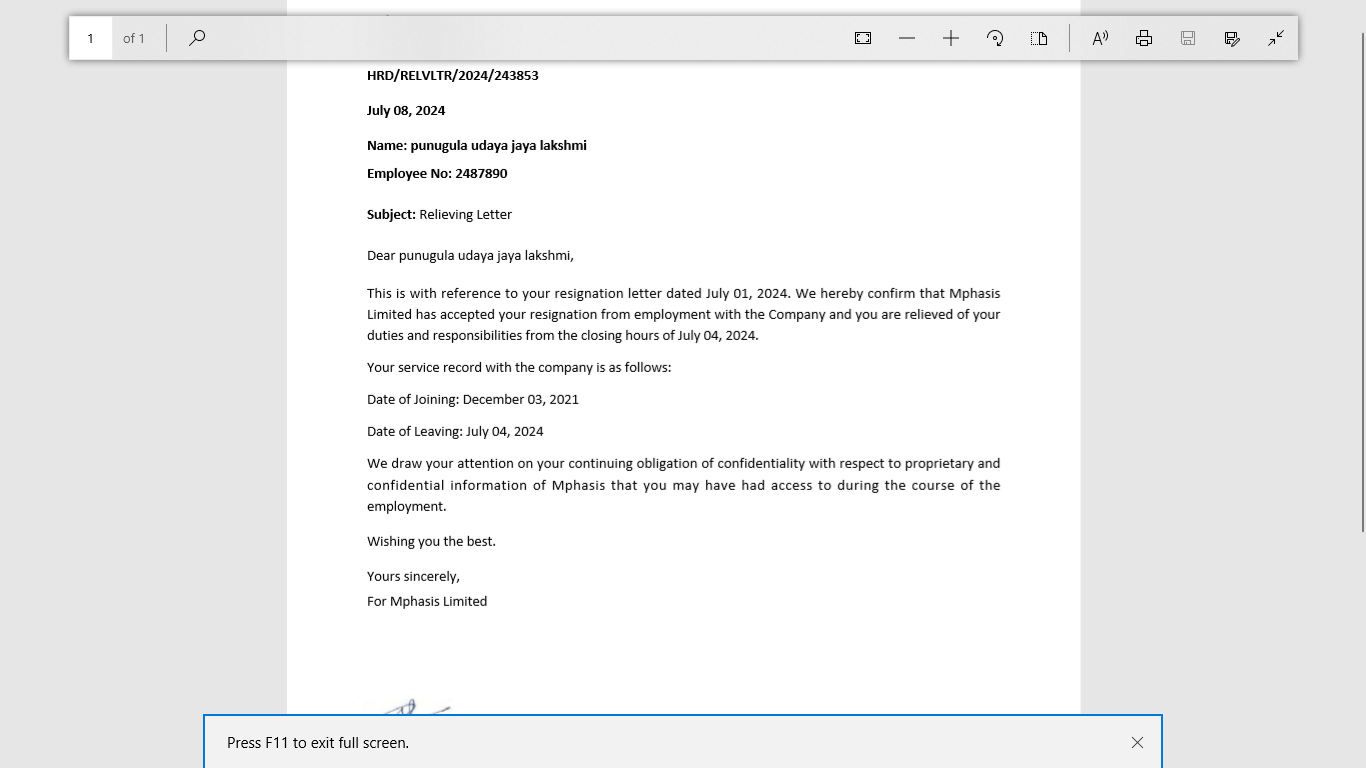 1 of 1
HRD/RELVLTR/2024/243853
July 08, 2024
Name: punugula udaya jaya lakshmi
Employee No: 2487890
Subject: Relieving Letter
Dear punugula udaya jaya lakshmi,
This is with reference to your resignation letter dated July 01, 2024. We hereby confirm that Mphasis
Limited has accepted your resignation from employment with the Company and you are relieved of your
duties and responsibilities from the closing hours of July 04, 2024.
Your service record with the company is as follows:
Date of Joining: December 03, 2021
Date of Leaving: July 04, 2024
We draw your attention on your continuing obligation of confidentiality with respect to proprietary and
confidential information of Mphasis that you may have had access to during the course of the
employment.
Wishing you the best.
Yours sincerely,
For Mphasis Limited
Press F11 to exit full screen.